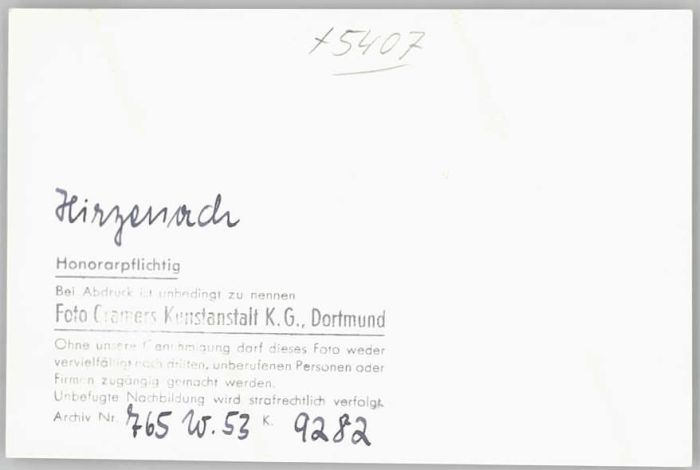 +5407
Hirzenach
Honorarpflichtig
Bei Abdruck ist unbedingt zu nennen
Foto Cramers Kunstanstalt K.G., Dortmund
Ohne unsere Genehmigung darf dieses Foto weder
vervielfältigt noch dritten, unberufenen Personen oder
Firmen zugängig gemacht werden.
Unbefugte Nachbildung wird strafrechtlich verfolgt.
Archiv Nr. 765 W. 53 K. 9282